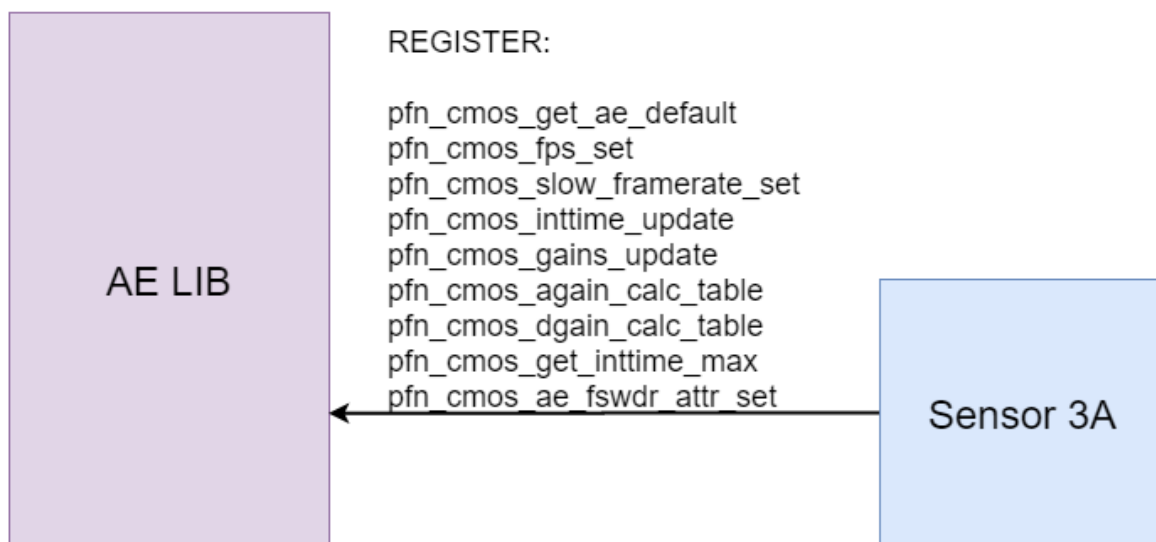 REGISTER:
pfn_cmos_get_ae_default
pfn_cmos_fps_set
pfn_cmos_slow_framerate_set
pfn_cmos_inttime_update
pfn_cmos_gains_update
pfn_cmos_again_calc_table
pfn_cmos_dgain_calc_table
pfn_cmos_get_inttime_max
pfn_cmos_ae_fswdr_attr_set
AE LIB
Sensor 3A